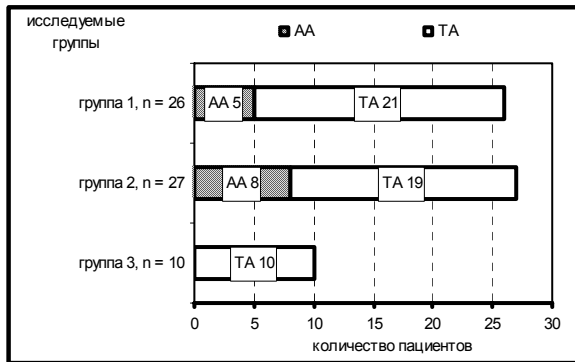 исследуемые
группы
АА
ТА
группа 1, n = 26
АА 5
ТА 21
группа 2, n = 27
АА 8
ТА 19
группа 3, n = 10
ТА 10
0 5 10 15 20 25 30
количество пациентов